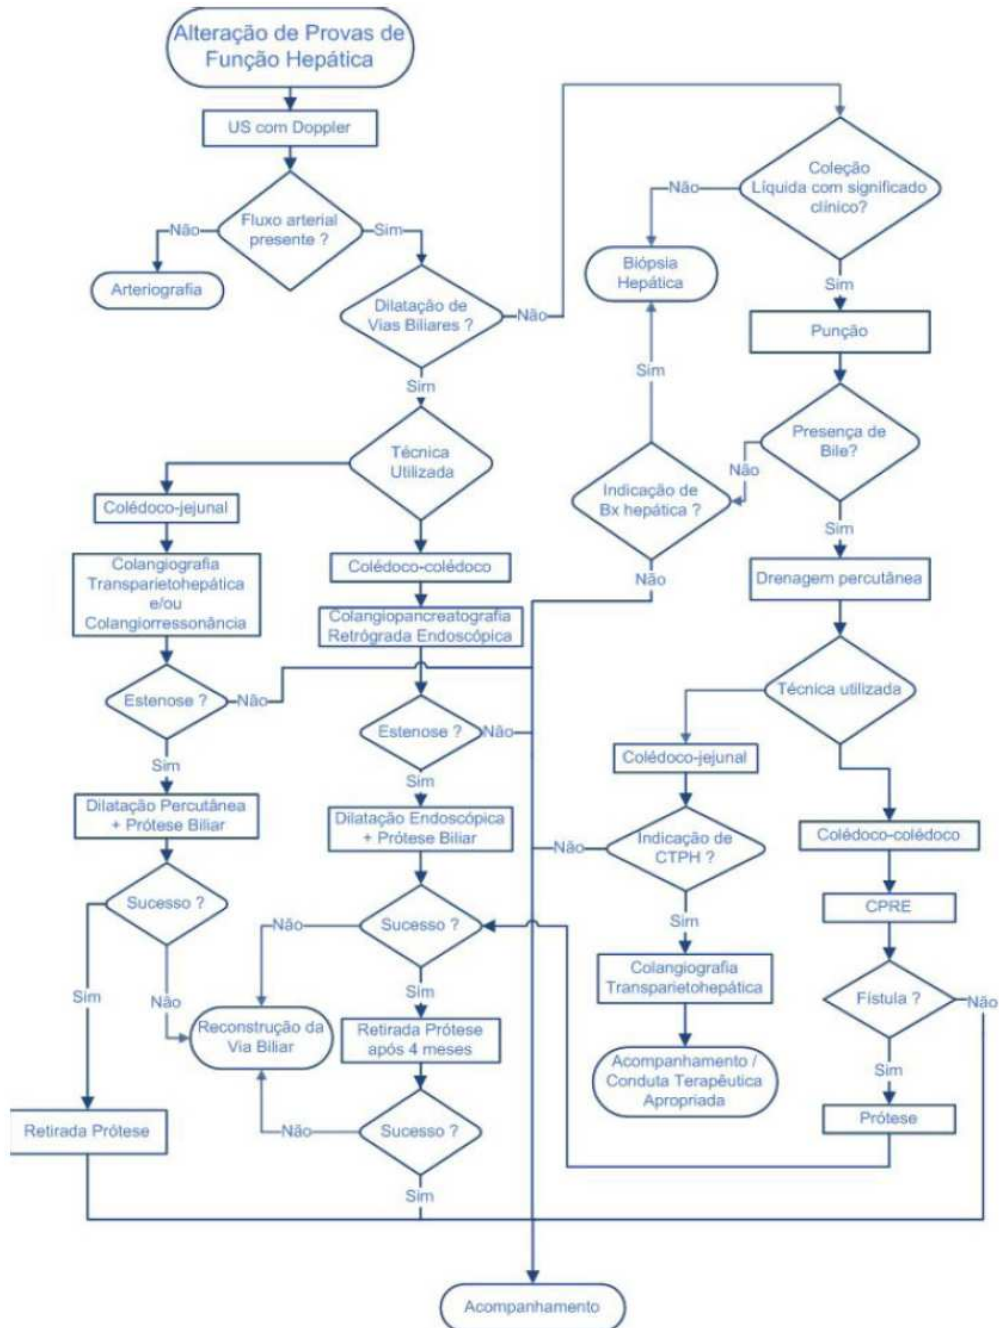 Alteração de Provas de
Função Hepática
US com Doppler
Fluxo arterial
presente ?
Não
Sim
Arteriografia
Dilatação de
Vias Biliares ?
Não
Sim
Coleção
Líquida com significado
clínico?
Não
Sim
Biópsia
Hepática
Punção
Presença de
Bile?
Não
Sim
Indicação de
Bx hepática ?
Sim
Não
Técnica
Utilizada
Colédoco-jejunal
Colangiografia
Transparietohepática
e/ou
Colangiorressonância
Estenose ?
Não
Sim
Dilatação Percutânea
+ Prótese Biliar
Sucesso ?
Sim
Não
Retirada Prótese
Colédoco-colédoco
Colangiopancreatografia
Retrógrada Endoscópica
Estenose ?
Não
Sim
Dilatação Endoscópica
+ Prótese Biliar
Sucesso ?
Não
Sim
Reconstrução da
Via Biliar
Retirada Prótese
após 4 meses
Sucesso ?
Não
Sim
Drenagem percutânea
Técnica utilizada
Colédoco-jejunal
Indicação de
CTPH ?
Não
Sim
Colangiografia
Transparietohepática
Acompanhamento /
Conduta Terapêutica
Apropriada
Colédoco-colédoco
CPRE
Fístula ?
Não
Sim
Prótese
Acompanhamento